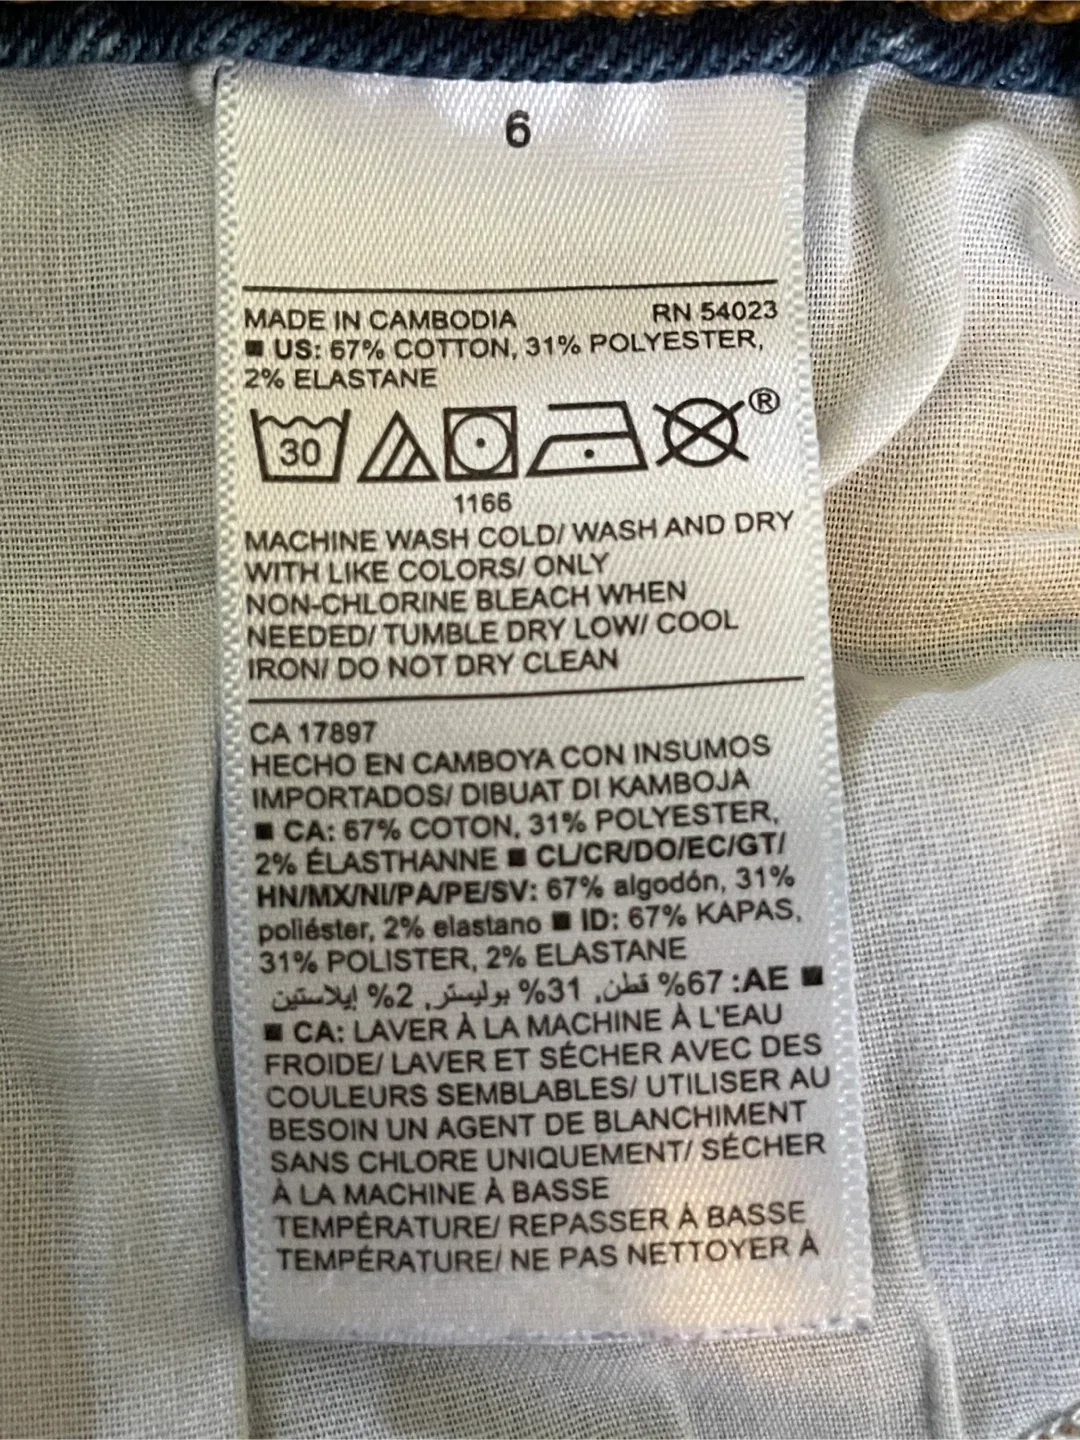 6
MADE IN CAMBODIA RN 54023
■ US: 67% COTTON, 31% POLYESTER,
2% ELASTANE
30 ®
1166
MACHINE WASH COLD/ WASH AND DRY
WITH LIKE COLORS/ ONLY
NON-CHLORINE BLEACH WHEN
NEEDED/ TUMBLE DRY LOW/ COOL
IRON/ DO NOT DRY CLEAN
CA 17897
HECHO EN CAMBOYA CON INSUMOS
IMPORTADOS/ DIBUAT DI KAMBOJA
■ CA: 67% COTON, 31% POLYESTER,
2% ÉLASTHANNE ■ CL/CR/DO/EC/GT/
HN/MX/NI/PA/PE/SV: 67% algodón, 31%
poliéster, 2% elastano ■ ID: 67% KAPAS,
31% POLISTER, 2% ELASTANE
■ AE: 67% قطن, 31% بوليستر, 2% إيلاستين
■ CA: LAVER À LA MACHINE À L'EAU
FROIDE/ LAVER ET SÉCHER AVEC DES
COULEURS SEMBLABLES/ UTILISER AU
BESOIN UN AGENT DE BLANCHIMENT
SANS CHLORE UNIQUEMENT/ SÉCHER
À LA MACHINE À BASSE
TEMPÉRATURE/ REPASSER À BASSE
TEMPÉRATURE/ NE PAS NETTOYER À